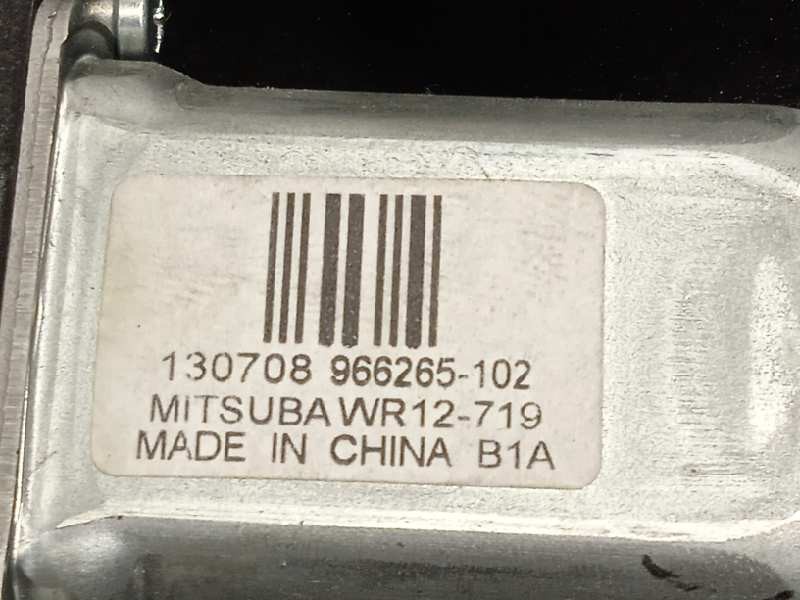 130708 966265-102
MITSUBA WR12-719
MADE IN CHINA B1A